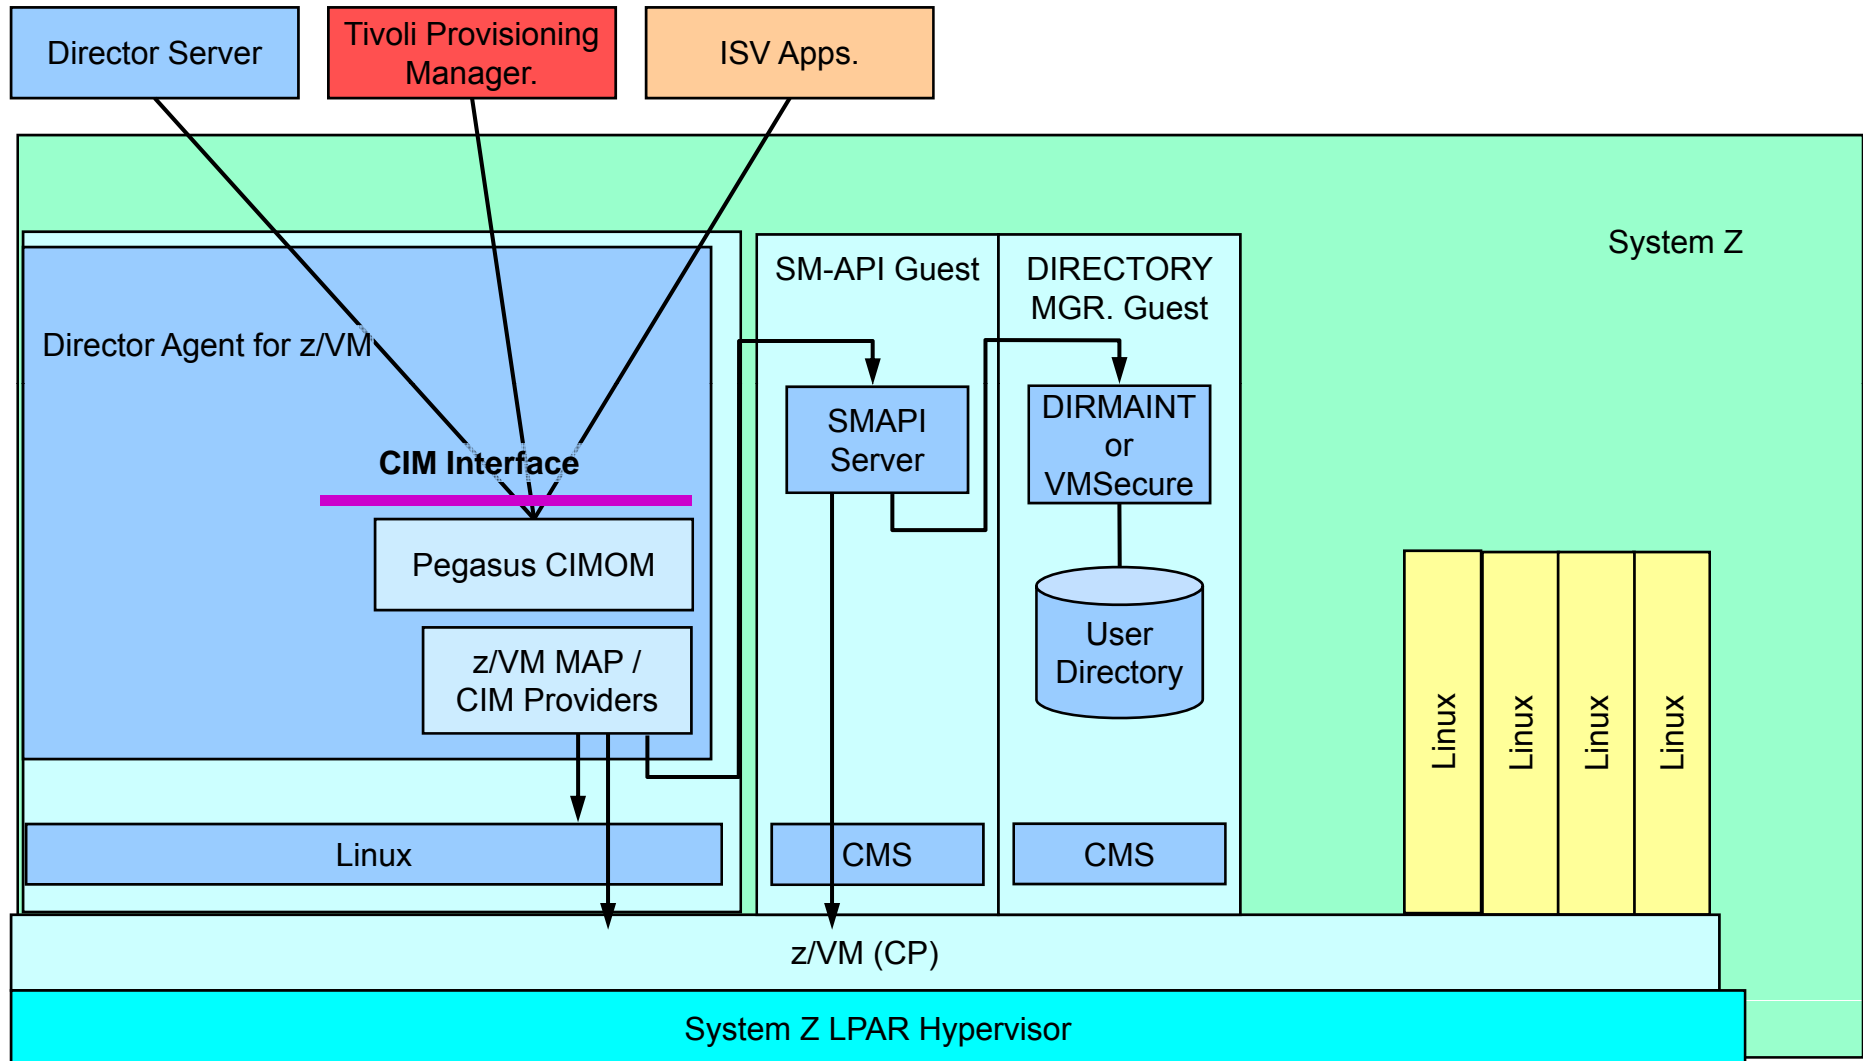 Director Server
Tivoli Provisioning
Manager.
ISV Apps.
System Z
SM-API Guest
DIRECTORY
MGR. Guest
Director Agent for z/VM
SMAPI
Server
DIRMAINT
or
VMSecure
CIM Interface
Pegasus CIMOM
z/VM MAP /
CIM Providers
User
Directory
Linux
Linux
Linux
Linux
Linux
CMS
CMS
z/VM (CP)
System Z LPAR Hypervisor